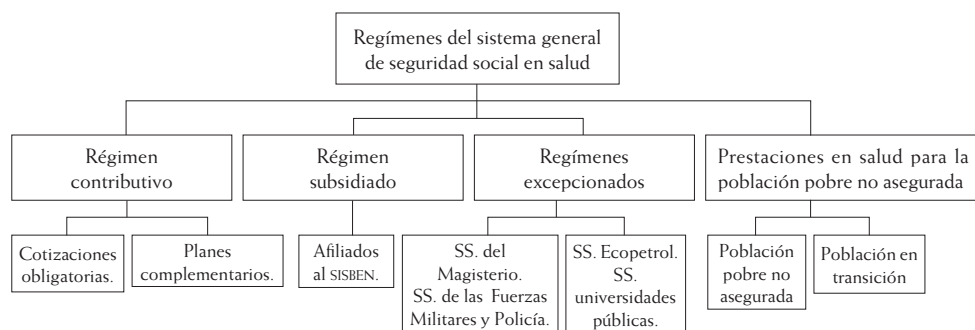 Regímenes del sistema general
de seguridad social en salud
Régimen
contributivo
Régimen
subsidiado
Regímenes
excepcionados
Prestaciones en salud para la
población pobre no asegurada
Cotizaciones
obligatorias.
Planes
complementarios.
Afiliados
al SISBEN.
SS. del
Magisterio.
SS. de las Fuerzas
Militares y Policía.
SS. Ecopetrol.
SS.
universidades
públicas.
Población
pobre no
asegurada
Población en
transición